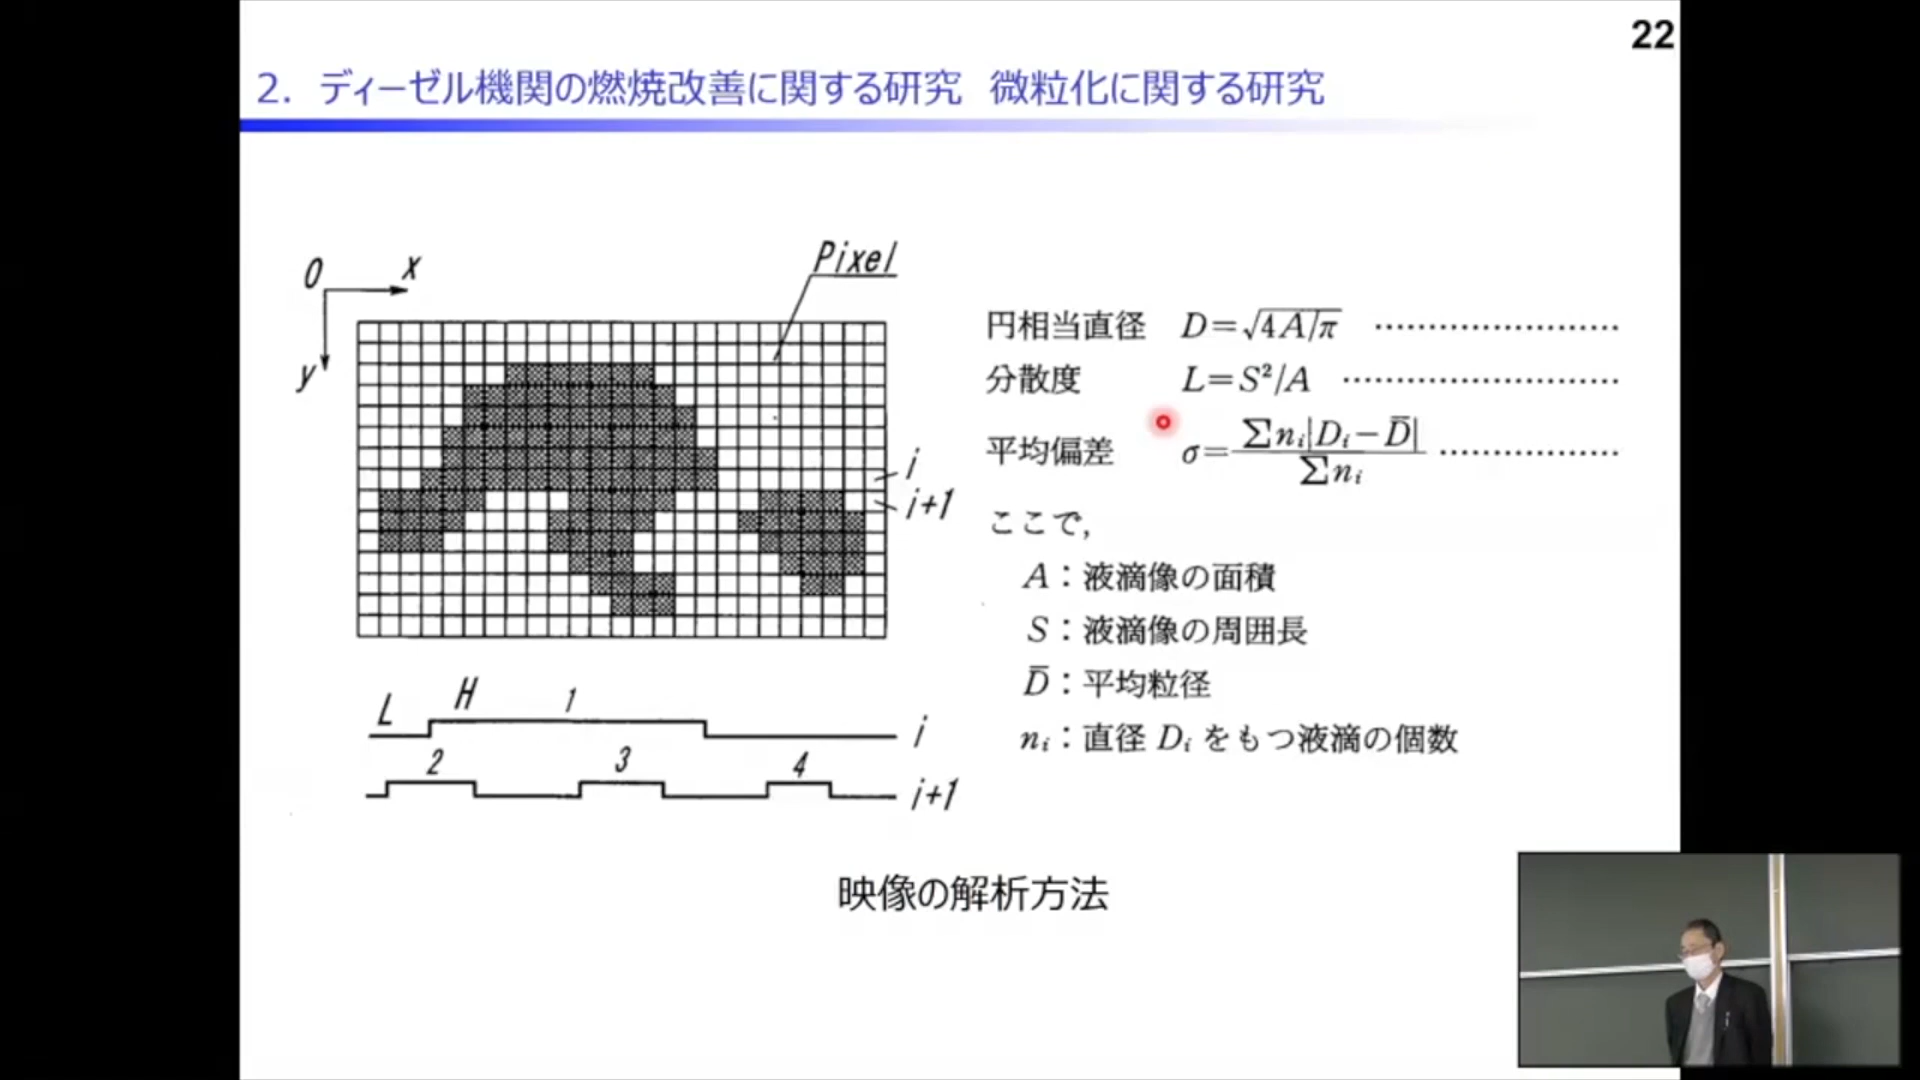 22
2. ディーゼル機関の燃焼改善に関する研究 微粒化に関する研究
0 x
y
Pixel
i
i+1
L H 1 i
2 3 4 i+1
円相当直径 D=√4A/π ························
分散度 L=S²/A ························
平均偏差 σ=Σnᵢ|Dᵢ−D̅|/Σnᵢ ················
ここで,
A：液滴像の面積
S：液滴像の周囲長
D̅：平均粒径
nᵢ：直径 Dᵢ をもつ液滴の個数
映像の解析方法